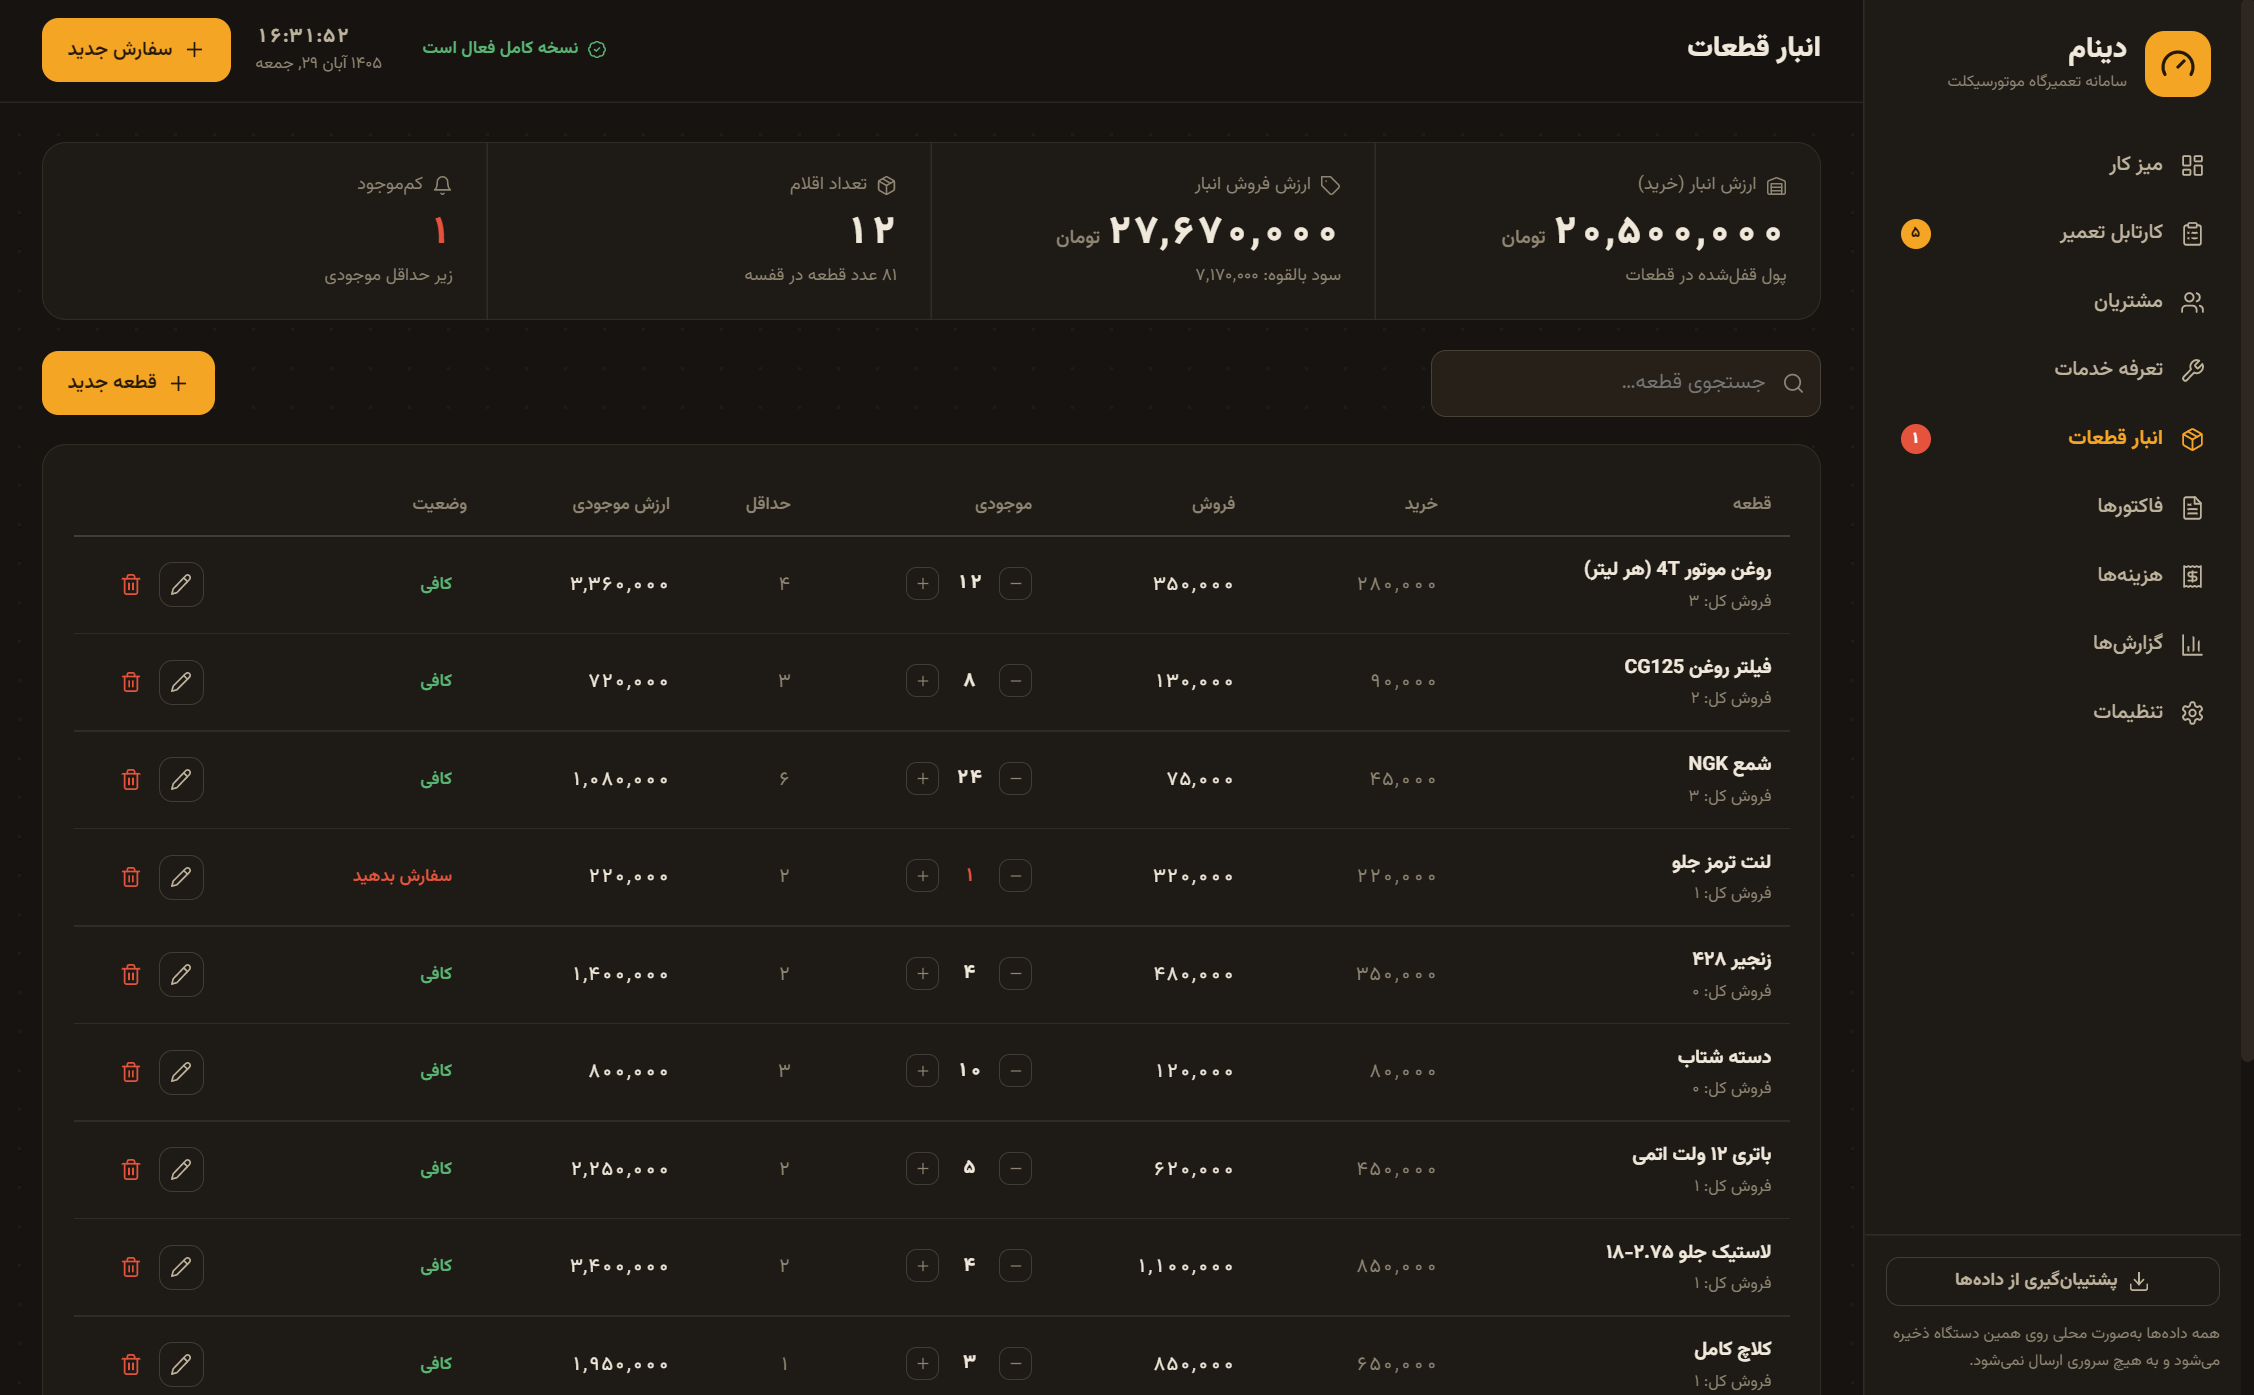 دینام
سامانه تعمیرگاه موتورسیکلت
میز کار
کارتابل تعمیر ۵
مشتریان
تعرفه خدمات
انبار قطعات ۱
فاکتورها
هزینه‌ها
گزارش‌ها
تنظیمات
پشتیبان‌گیری از داده‌ها
همه داده‌ها به‌صورت محلی روی همین دستگاه ذخیره
می‌شود و به هیچ سروری ارسال نمی‌شود.
انبار قطعات
نسخه کامل فعال است
۱۶:۳۱:۵۲
۱۴۰۵ آبان ۲۹, جمعه
سفارش جدید
ارزش انبار (خرید)
۲۰,۵۰۰,۰۰۰ تومان
پول قفل‌شده در قطعات
ارزش فروش انبار
۲۷,۶۷۰,۰۰۰ تومان
سود بالقوه: ۷,۱۷۰,۰۰۰
تعداد اقلام
۱۲
۸۱ عدد قطعه در قفسه
کم‌موجود
۱
زیر حداقل موجودی
جستجوی قطعه...
قطعه جدید
قطعه خرید فروش موجودی حداقل ارزش موجودی وضعیت
روغن موتور 4T (هر لیتر) ۲۸۰,۰۰۰ ۳۵۰,۰۰۰ ۱۲ ۴ ۳,۳۶۰,۰۰۰ کافی
فروش کل: ۳
فیلتر روغن CG125 ۹۰,۰۰۰ ۱۳۰,۰۰۰ ۸ ۳ ۷۲۰,۰۰۰ کافی
فروش کل: ۲
شمع NGK ۴۵,۰۰۰ ۷۵,۰۰۰ ۲۴ ۶ ۱,۰۸۰,۰۰۰ کافی
فروش کل: ۳
لنت ترمز جلو ۲۲۰,۰۰۰ ۳۲۰,۰۰۰ ۱ ۲ ۲۲۰,۰۰۰ سفارش بدهید
فروش کل: ۱
زنجیر ۴۲۸ ۳۵۰,۰۰۰ ۴۸۰,۰۰۰ ۴ ۲ ۱,۴۰۰,۰۰۰ کافی
فروش کل: ۰
دسته شتاب ۸۰,۰۰۰ ۱۲۰,۰۰۰ ۱۰ ۳ ۸۰۰,۰۰۰ کافی
فروش کل: ۰
باتری ۱۲ ولت اتمی ۴۵۰,۰۰۰ ۶۲۰,۰۰۰ ۵ ۲ ۲,۲۵۰,۰۰۰ کافی
فروش کل: ۱
لاستیک جلو ۲.۷۵-۱۸ ۸۵۰,۰۰۰ ۱,۱۰۰,۰۰۰ ۴ ۲ ۳,۴۰۰,۰۰۰ کافی
فروش کل: ۱
کلاچ کامل ۶۵۰,۰۰۰ ۸۵۰,۰۰۰ ۳ ۱ ۱,۹۵۰,۰۰۰ کافی
فروش کل: ۱